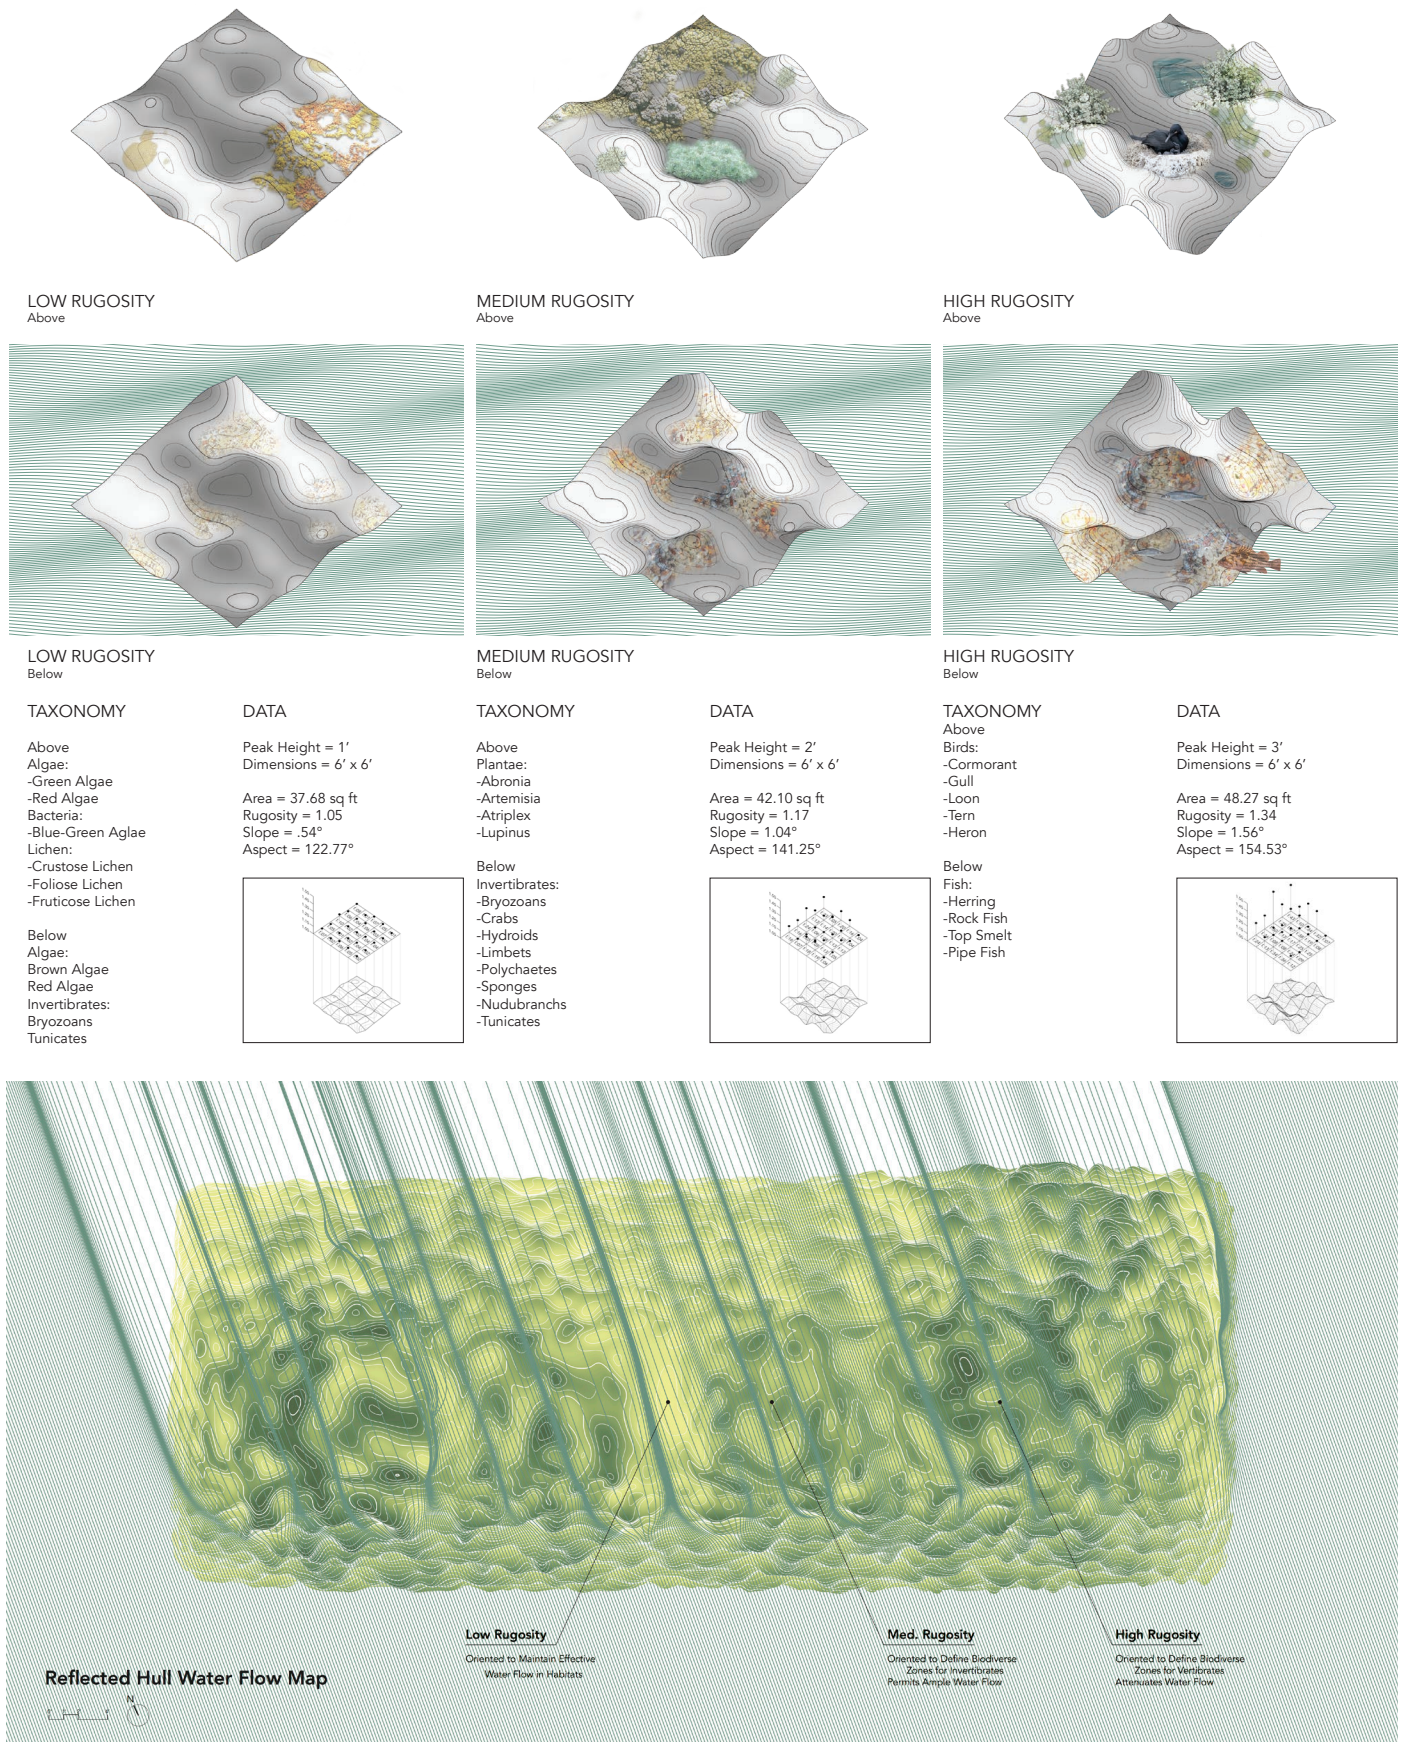 LOW RUGOSITY
Above
MEDIUM RUGOSITY
Above
HIGH RUGOSITY
Above
LOW RUGOSITY
Below
MEDIUM RUGOSITY
Below
HIGH RUGOSITY
Below
TAXONOMY
Above
Algae:
-Green Algae
-Red Algae
Bacteria:
-Blue-Green Aglae
Lichen:
-Crustose Lichen
-Foliose Lichen
-Fruticose Lichen
Below
Algae:
Brown Algae
Red Algae
Invertibrates:
Bryozoans
Tunicates
DATA
Peak Height = 1’
Dimensions = 6’ x 6’
Area = 37.68 sq ft
Rugosity = 1.05
Slope = .54°
Aspect = 122.77°
TAXONOMY
Above
Plantae:
-Abronia
-Artemisia
-Atriplex
-Lupinus
Below
Invertibrates:
-Bryozoans
-Crabs
-Hydroids
-Limbets
-Polychaetes
-Sponges
-Nudubranchs
-Tunicates
DATA
Peak Height = 2’
Dimensions = 6’ x 6’
Area = 42.10 sq ft
Rugosity = 1.17
Slope = 1.04°
Aspect = 141.25°
TAXONOMY
Above
Birds:
-Cormorant
-Gull
-Loon
-Tern
-Heron
Below
Fish:
-Herring
-Rock Fish
-Top Smelt
-Pipe Fish
DATA
Peak Height = 3’
Dimensions = 6’ x 6’
Area = 48.27 sq ft
Rugosity = 1.34
Slope = 1.56°
Aspect = 154.53°
Low Rugosity
Oriented to Maintain Effective
Water Flow in Habitats
Med. Rugosity
Oriented to Define Biodiverse
Zones for Invertibrates
Permits Ample Water Flow
High Rugosity
Oriented to Define Biodiverse
Zones for Vertibrates
Attenuates Water Flow
Reflected Hull Water Flow Map
N